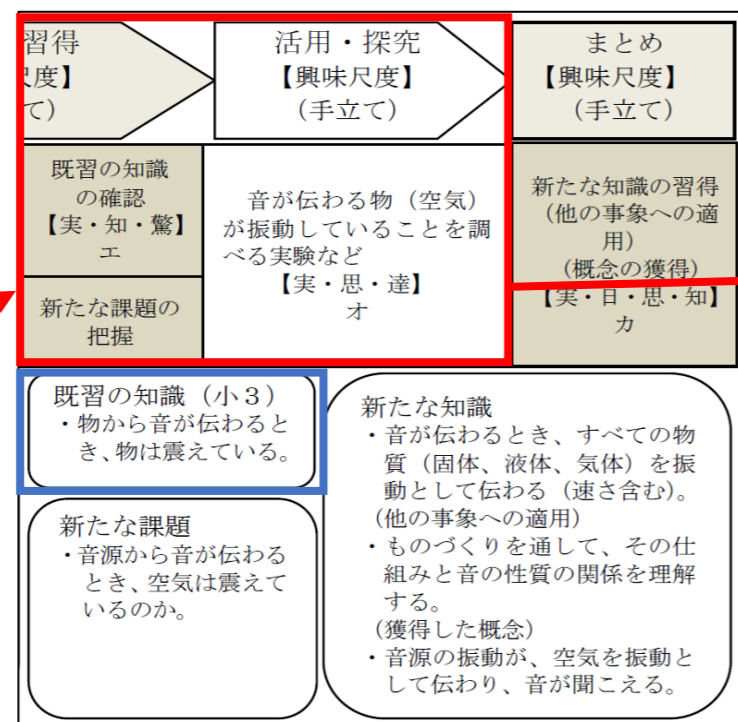 習得
度】
て)
活用・探究
【興味尺度】
(手立て)
まとめ
【興味尺度】
(手立て)
既習の知識
の確認
【実・知・驚】
エ
新たな課題の
把握
音が伝わる物（空気）
が振動していることを調
べる実験など
【実・思・達】
オ
新たな知識の習得
(他の事象への適
用)
(概念の獲得)
【実・日・思・知】
カ
既習の知識（小３）
・物から音が伝わると
き、物は震えている。
新たな課題
・音源から音が伝わる
とき、空気は震えて
いるのか。
新たな知識
・音が伝わるとき、すべての物
質（固体、液体、気体）を振
動として伝わる（速さ含む）。
(他の事象への適用)
・ものづくりを通して、その仕
組みと音の性質の関係を理解
する。
(獲得した概念)
・音源の振動が、空気を振動と
して伝わり、音が聞こえる。